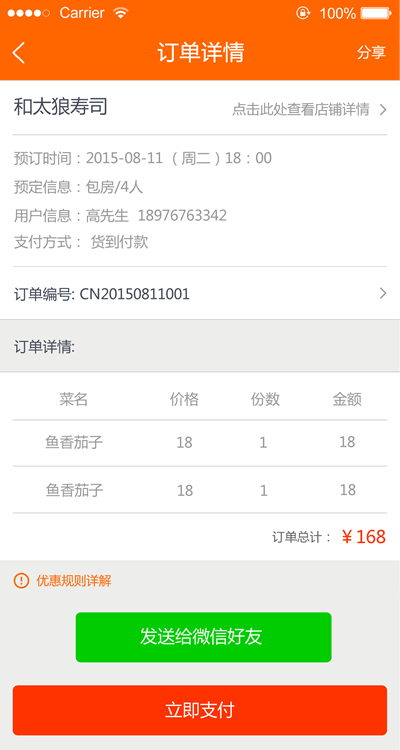 Carrier 100%
订单详情 分享
和太狼寿司 点击此处查看店铺详情
预订时间：2015-08-11（周二）18：00
预定信息：包房/4人
用户信息：高先生 18976763342
支付方式： 货到付款
订单编号: CN20150811001
订单详情:
菜名 价格 份数 金额
鱼香茄子 18 1 18
鱼香茄子 18 1 18
订单总计： ￥168
优惠规则详解
发送给微信好友
立即支付